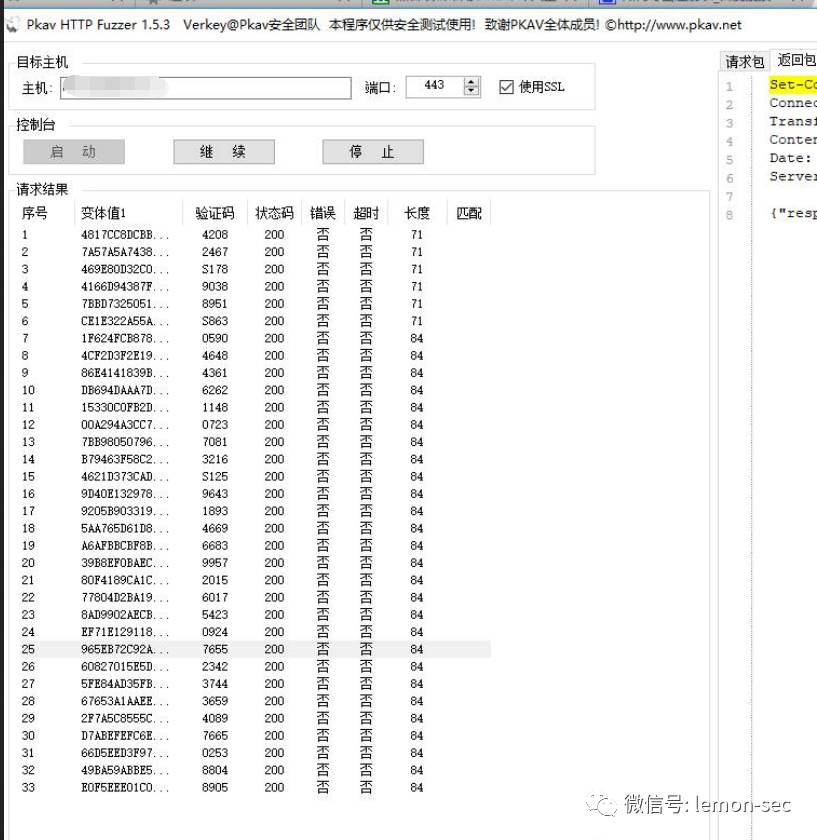 Pkav HTTP Fuzzer 1.5.3 Verkey@Pkav安全团队 本程序仅供安全测试使用! 致谢PKAV全体成员! ©http://www.pkav.net
目标主机
主机: 端口: 443 使用SSL
控制台
启 动 继 续 停 止
请求结果
序号 变体值1 验证码 状态码 错误 超时 长度 匹配
1 4817CC8DCBB... 4208 200 否 否 71
2 7A57A5A7438... 2467 200 否 否 71
3 469E80D32C0... S178 200 否 否 71
4 4166D94387F... 9038 200 否 否 71
5 7BBD7325051... 8951 200 否 否 71
6 CE1E322A55A... S863 200 否 否 71
7 1F624FCB878... 0590 200 否 否 84
8 4CF2D3F2E19... 4648 200 否 否 84
9 86E4141839B... 4361 200 否 否 84
10 DB694DAAA7D... 6262 200 否 否 84
11 15330C0FB2D... 1148 200 否 否 84
12 00A294A3CC7... 0723 200 否 否 84
13 7BB98050796... 7081 200 否 否 84
14 B79463F58C2... 3216 200 否 否 84
15 4621D373CAD... S125 200 否 否 84
16 9D40E132978... 9643 200 否 否 84
17 9205B903319... 1893 200 否 否 84
18 5AA765D61D8... 4669 200 否 否 84
19 A6AFBBCBF8B... 6683 200 否 否 84
20 39B8EF0BAEC... 9957 200 否 否 84
21 80F4189CA1C... 2015 200 否 否 84
22 77804D2BA19... 6017 200 否 否 84
23 8AD9902AECB... 5423 200 否 否 84
24 EF71E129118... 0924 200 否 否 84
25 965EB72C92A... 7655 200 否 否 84
26 60827015E5D... 2342 200 否 否 84
27 5FE84AD35FB... 3744 200 否 否 84
28 67653A1AAEE... 3659 200 否 否 84
29 2F7A5C8555C... 4089 200 否 否 84
30 D7ABEFEFC6E... 7665 200 否 否 84
31 66D5EED3F97... 0253 200 否 否 84
32 49BA59ABBE5... 8804 200 否 否 84
33 E0F5EEE01C0... 8905 200 否 否 84
请求包 返回包
1 Set-Co
2 Connec
3 Transf
4 Conten
5 Date:
6 Server
7
8 {"resp
微信号: lemon-sec